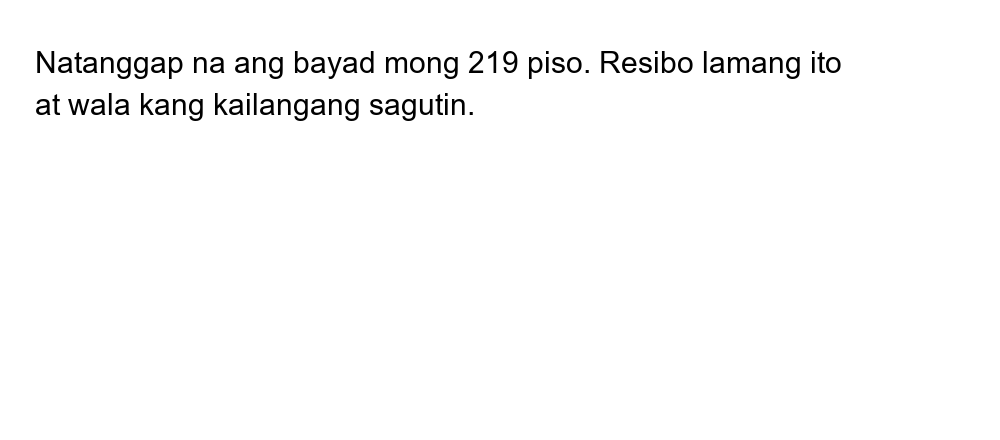 Natanggap na ang bayad mong 219 piso. Resibo lamang ito
at wala kang kailangang sagutin.